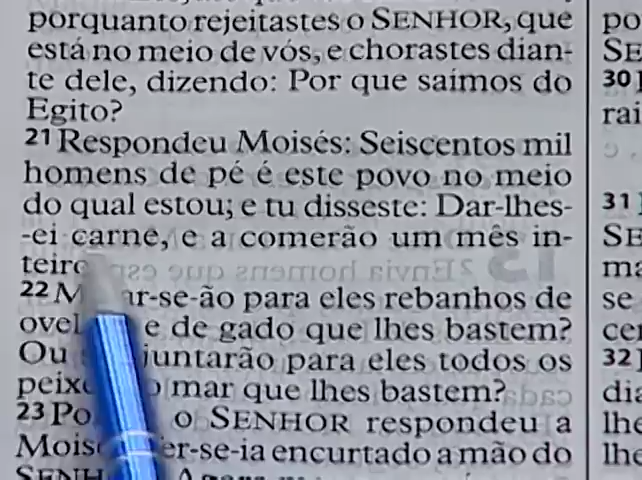 porquanto rejeitastes o SENHOR, que
está no meio de vós, e chorastes dian-
te dele, dizendo: Por que saímos do
Egito?
21 Respondeu Moisés: Seiscentos mil
homens de pé é este povo no meio
do qual estou; e tu disseste: Dar-lhes-
-ei carne, e a comerão um mês in-
teiro
22 ar-se-ão para eles rebanhos de
e de gado que lhes bastem?
Ou juntarão para eles todos os
mar que lhes bastem?
23 o SENHOR respondeu a
er-se-ia encurtado a mão do
30
31
32